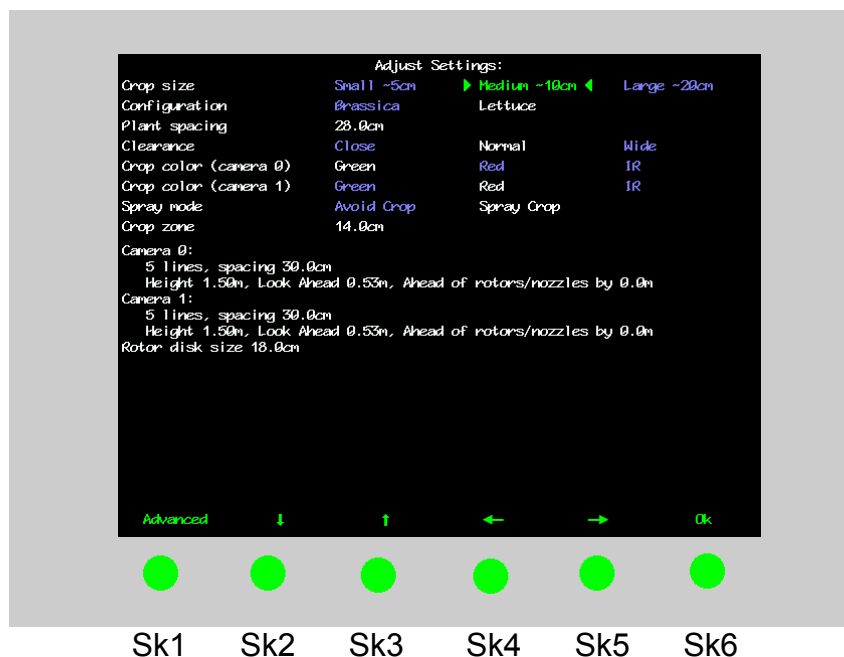 Adjust Settings:
Crop size Small ~5cm Medium ~10cm Large ~20cm
Configuration Brassica Lettuce
Plant spacing 28.0cm
Clearance Close Normal Wide
Crop color (camera 0) Green Red IR
Crop color (camera 1) Green Red IR
Spray mode Avoid Crop Spray Crop
Crop zone 14.0cm
Camera 0:
5 lines, spacing 30.0cm
Height 1.50m, Look Ahead 0.53m, Ahead of rotors/nozzles by 0.0m
Camera 1:
5 lines, spacing 30.0cm
Height 1.50m, Look Ahead 0.53m, Ahead of rotors/nozzles by 0.0m
Rotor disk size 18.0cm
Advanced ↓ ↑ ← → Ok
Sk1 Sk2 Sk3 Sk4 Sk5 Sk6